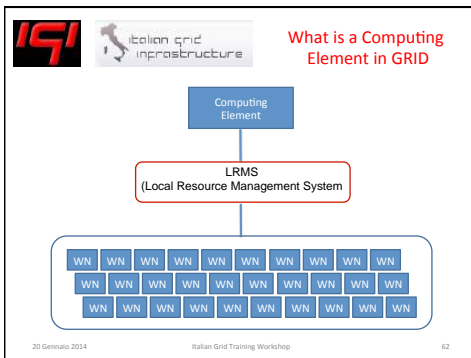 IGI
italian grid
infrastructure
What is a Computing
Element in GRID
Computing
Element
LRMS
(Local Resource Management System
WN WN WN WN WN WN WN WN WN WN
WN WN WN WN WN WN WN WN WN WN
WN WN WN WN WN WN WN WN WN WN
20 Gennaio 2014 Italian Grid Training Workshop 62